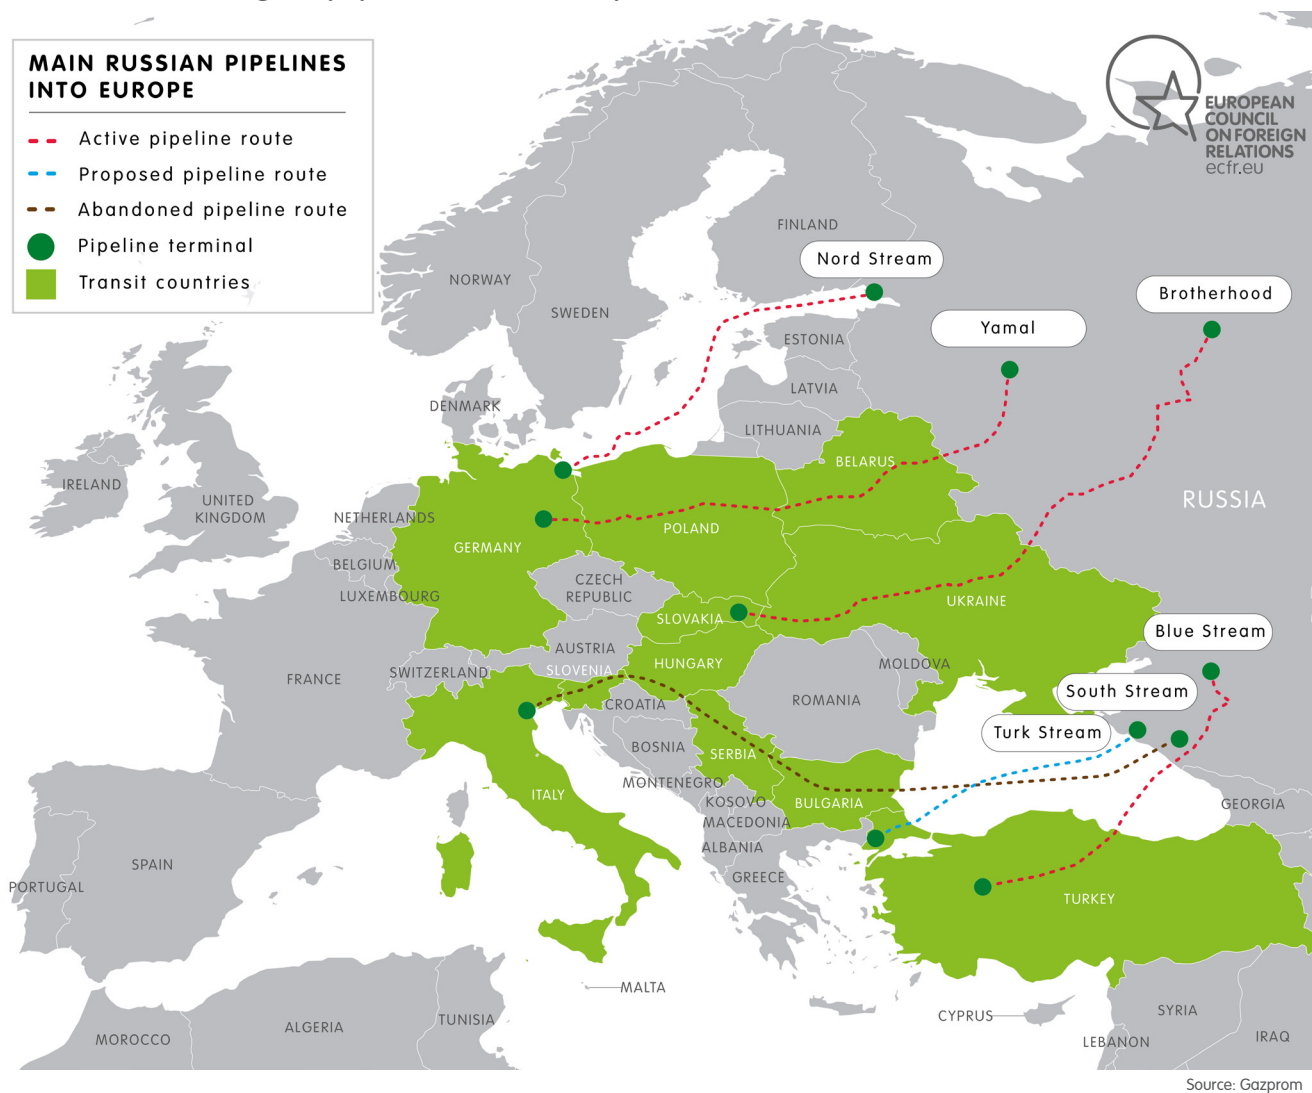 MAIN RUSSIAN PIPELINES
INTO EUROPE
Active pipeline route
Proposed pipeline route
Abandoned pipeline route
Pipeline terminal
Transit countries
EUROPEAN
COUNCIL
ON FOREIGN
RELATIONS
ecfr.eu
FINLAND
Nord Stream
NORWAY
Brotherhood
SWEDEN
Yamal
ESTONIA
LATVIA
DENMARK
LITHUANIA
BELARUS
IRELAND
UNITED
KINGDOM
RUSSIA
NETHERLANDS
POLAND
GERMANY
BELGIUM
CZECH
REPUBLIC
LUXEMBOURG
UKRAINE
SLOVAKIA
Blue Stream
AUSTRIA
HUNGARY
MOLDOVA
SWITZERLAND
SLOVENIA
FRANCE
South Stream
ROMANIA
CROATIA
Turk Stream
BOSNIA
SERBIA
MONTENEGRO
ITALY
KOSOVO
BULGARIA
GEORGIA
MACEDONIA
ALBANIA
SPAIN
GREECE
PORTUGAL
TURKEY
MALTA
SYRIA
CYPRUS
TUNISIA
ALGERIA
MOROCCO
LEBANON
IRAQ
Source: Gazprom